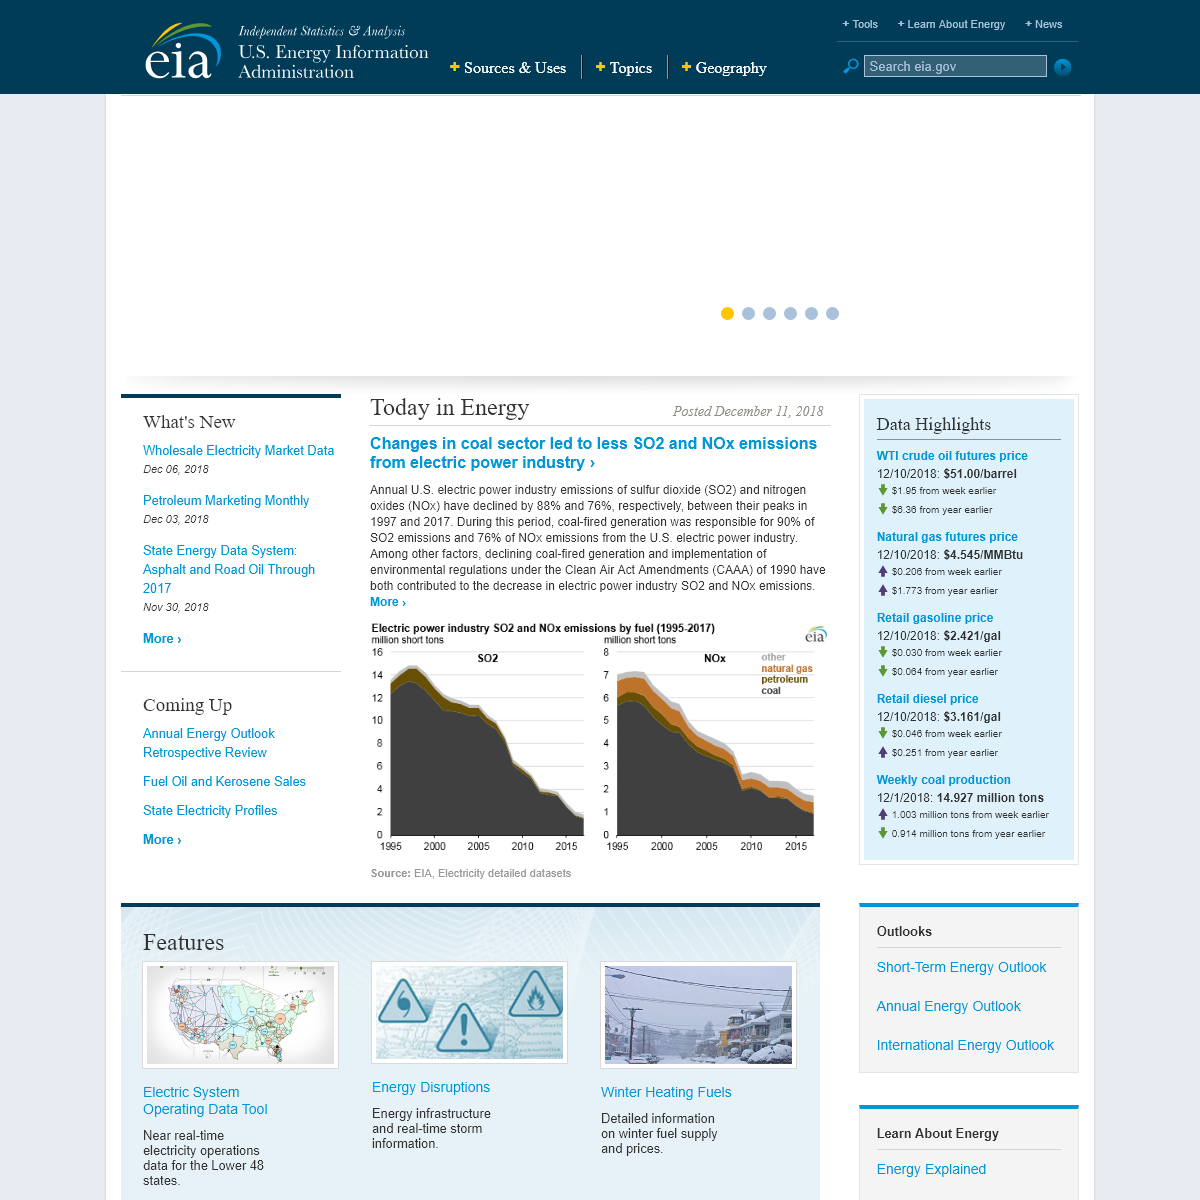 eia
Independent Statistics & Analysis
U.S. Energy Information
Administration
+ Sources & Uses
+ Topics
+ Geography
+ Tools
+ Learn About Energy
+ News
Search eia.gov
What's New
Wholesale Electricity Market Data
Dec 06, 2018
Petroleum Marketing Monthly
Dec 03, 2018
State Energy Data System:
Asphalt and Road Oil Through
2017
Nov 30, 2018
More ›
Coming Up
Annual Energy Outlook
Retrospective Review
Fuel Oil and Kerosene Sales
State Electricity Profiles
More ›
Today in Energy
Posted December 11, 2018
Changes in coal sector led to less SO2 and NOx emissions
from electric power industry ›
Annual U.S. electric power industry emissions of sulfur dioxide (SO2) and nitrogen
oxides (NOx) have declined by 88% and 76%, respectively, between their peaks in
1997 and 2017. During this period, coal-fired generation was responsible for 90% of
SO2 emissions and 76% of NOx emissions from the U.S. electric power industry.
Among other factors, declining coal-fired generation and implementation of
environmental regulations under the Clean Air Act Amendments (CAAA) of 1990 have
both contributed to the decrease in electric power industry SO2 and NOx emissions.
More ›
Electric power industry SO2 and NOx emissions by fuel (1995-2017)
eia
million short tons
SO2
16
14
12
10
8
6
4
2
0
1995 2000 2005 2010 2015
million short tons
NOx
other
natural gas
petroleum
coal
8
7
6
5
4
3
2
1
0
1995 2000 2005 2010 2015
Source: EIA, Electricity detailed datasets
Data Highlights
WTI crude oil futures price
12/10/2018: $51.00/barrel
$1.95 from week earlier
$6.36 from year earlier
Natural gas futures price
12/10/2018: $4.545/MMBtu
$0.206 from week earlier
$1.773 from year earlier
Retail gasoline price
12/10/2018: $2.421/gal
$0.030 from week earlier
$0.064 from year earlier
Retail diesel price
12/10/2018: $3.161/gal
$0.046 from week earlier
$0.251 from year earlier
Weekly coal production
12/1/2018: 14.927 million tons
1.003 million tons from week earlier
0.914 million tons from year earlier
Features
Electric System
Operating Data Tool
Near real-time
electricity operations
data for the Lower 48
states.
Energy Disruptions
Energy infrastructure
and real-time storm
information.
Winter Heating Fuels
Detailed information
on winter fuel supply
and prices.
Outlooks
Short-Term Energy Outlook
Annual Energy Outlook
International Energy Outlook
Learn About Energy
Energy Explained